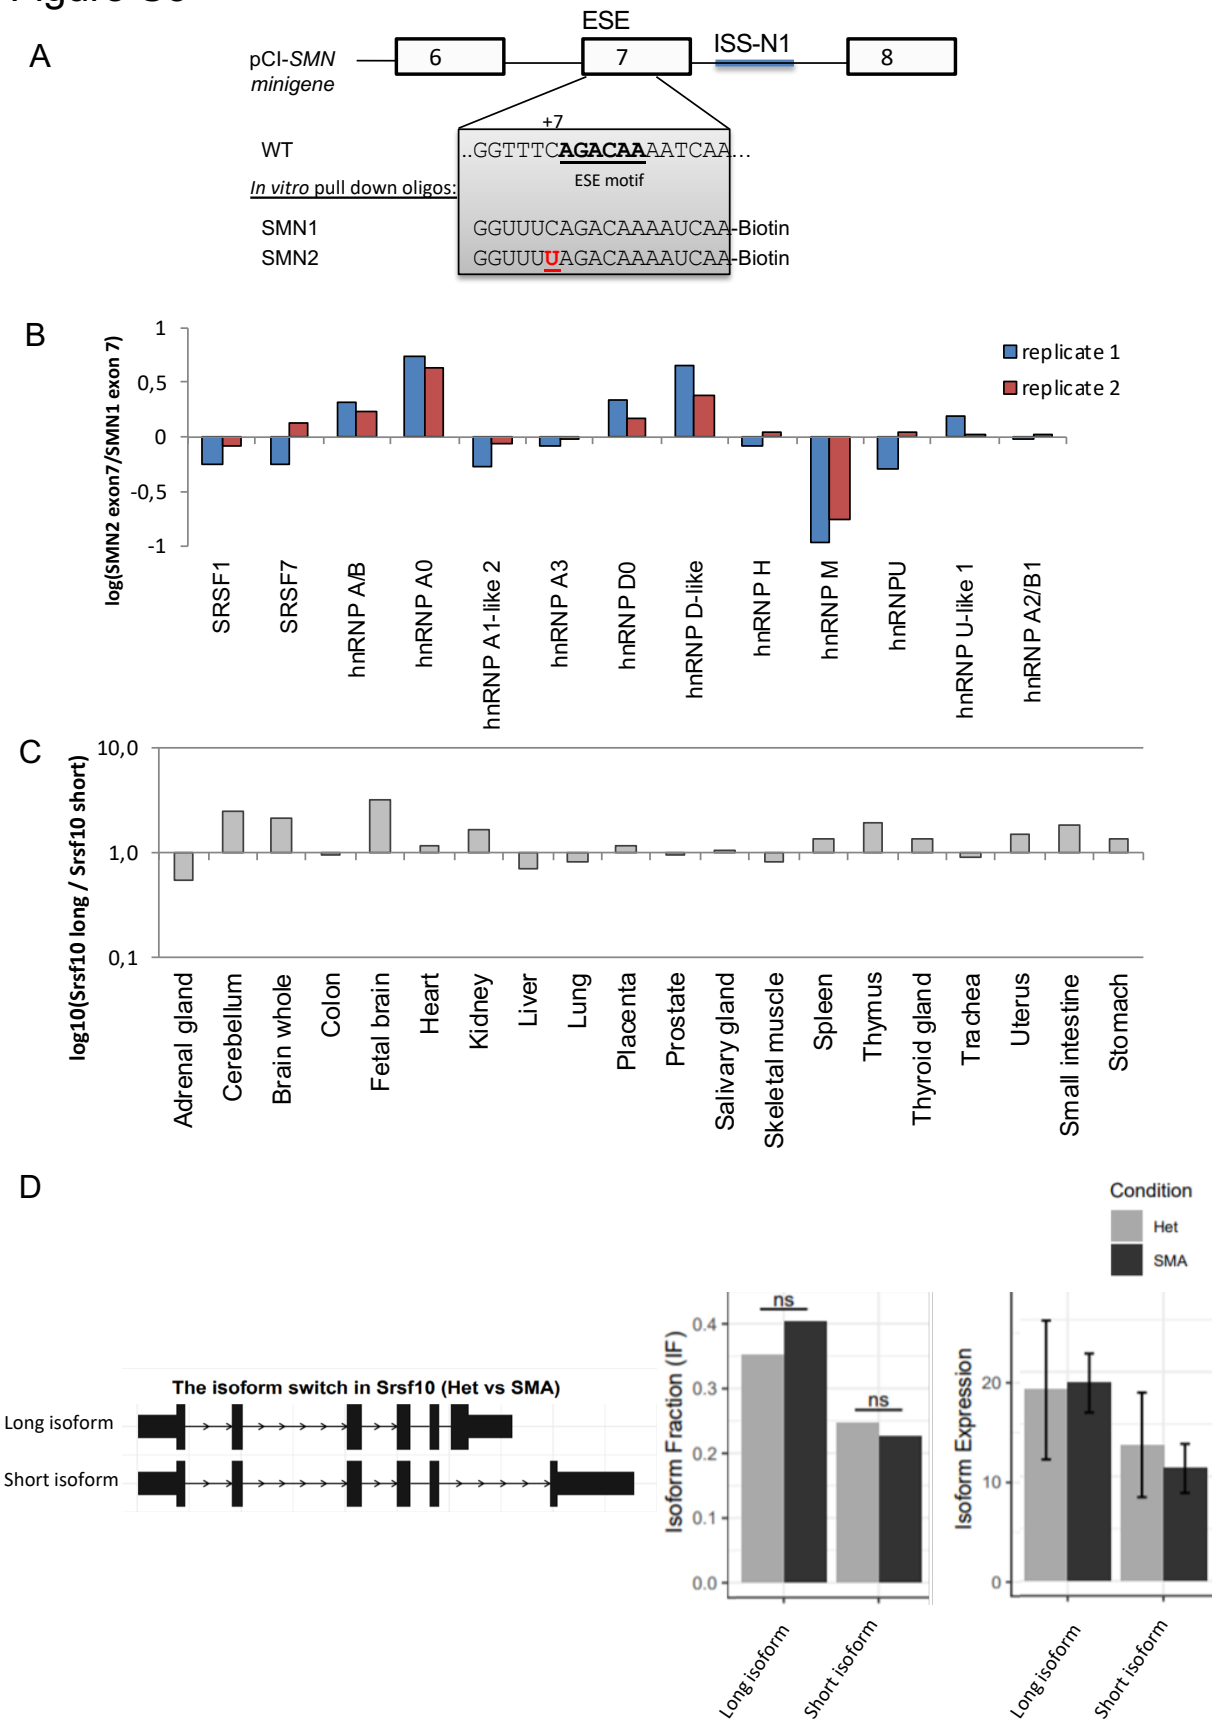 A
ESE
pCI-SMN
minigene
6
7
ISS-N1
8
+7
WT
..GGTTTCAGACAAAATCAA...
ESE motif
In vitro pull down oligos:
SMN1
GGUUUCAGACAAAAUCAA-Biotin
SMN2
GGUUUUAGACAAAAUCAA-Biotin
B
log(SMN2 exon7/SMN1 exon 7)
1
0,5
0
-0,5
-1
replicate 1
replicate 2
SRSF1
SRSF7
hnRNP A/B
hnRNP A0
hnRNP A1-like 2
hnRNP A3
hnRNP D0
hnRNP D-like
hnRNP H
hnRNP M
hnRNPU
hnRNP U-like 1
hnRNP A2/B1
C
log10(Srsf10 long / Srsf10 short)
10,0
1,0
0,1
Adrenal gland
Cerebellum
Brain whole
Colon
Fetal brain
Heart
Kidney
Liver
Lung
Placenta
Prostate
Salivary gland
Skeletal muscle
Spleen
Thymus
Thyroid gland
Trachea
Uterus
Small intestine
Stomach
D
Condition
Het
SMA
The isoform switch in Srsf10 (Het vs SMA)
Long isoform
Short isoform
Isoform Fraction (IF)
0.4
0.3
0.2
0.1
0.0
ns
ns
Long isoform
Short isoform
Isoform Expression
20
10
0
Long isoform
Short isoform